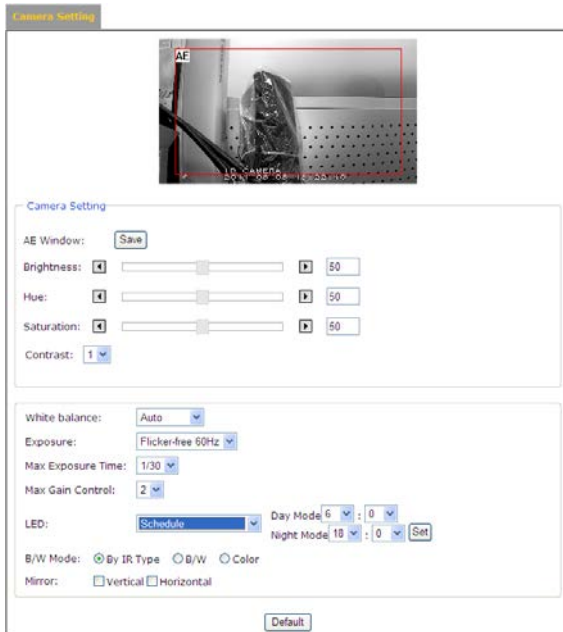 Camera Setting
AE
Camera Setting
AE Window: Save
Brightness: 50
Hue: 50
Saturation: 50
Contrast: 1
White balance: Auto
Exposure: Flicker-free 60Hz
Max Exposure Time: 1/30
Max Gain Control: 2
LED: Schedule Day Mode 6 : 0
Night Mode 18 : 0 Set
B/W Mode: By IR Type B/W Color
Mirror: Vertical Horizontal
Default